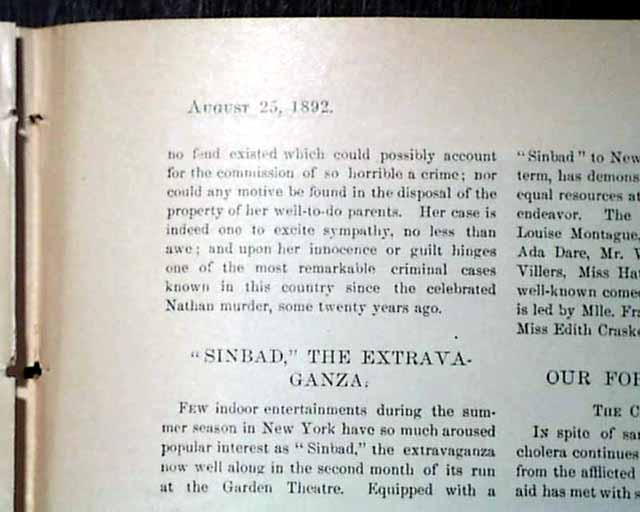 August 25, 1892.
no feud existed which could possibly account
for the commission of so horrible a crime; nor
could any motive be found in the disposal of the
property of her well-to-do parents. Her case is
indeed one to excite sympathy, no less than
awe; and upon her innocence or guilt hinges
one of the most remarkable criminal cases
known in this country since the celebrated
Nathan murder, some twenty years ago.
"SINBAD," THE EXTRAVA-
GANZA.
Few indoor entertainments during the sum-
mer season in New York have so much aroused
popular interest as "Sinbad," the extravaganza
now well along in the second month of its run
at the Garden Theatre. Equipped with a
"Sinbad" to New
term, has demons
equal resources at
endeavor. The
Louise Montague,
Ada Dare, Mr.
Villers, Miss Ha
well-known come
is led by Mlle. Fra
Miss Edith Craske
OUR FOR
The C
In spite of sa
cholera continues
from the afflicted
aid has met with s